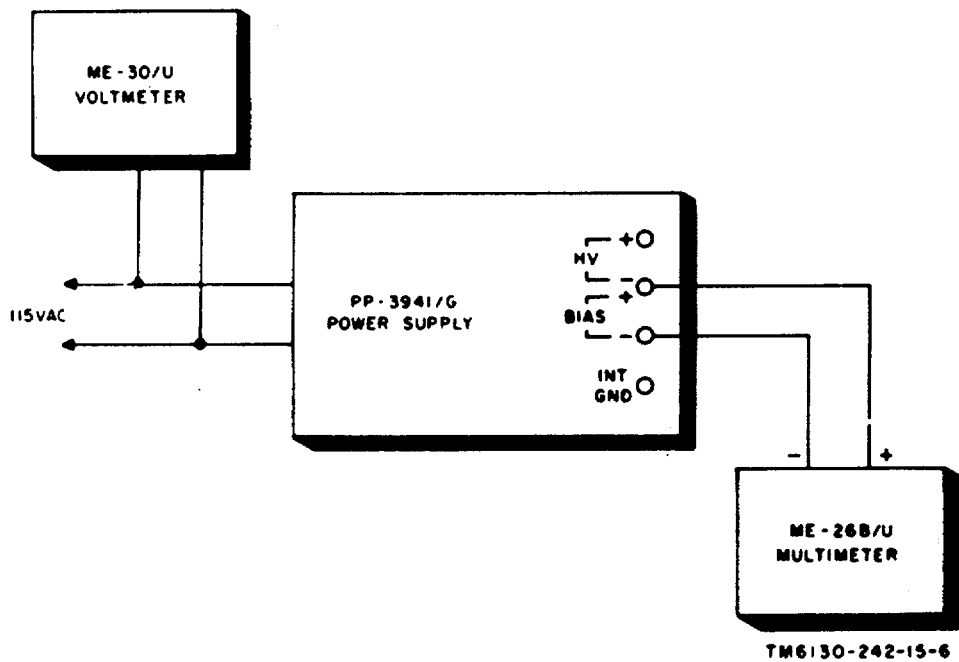 ME-30/U
VOLTMETER
115VAC
PP-3941/G
POWER SUPPLY
HV
+
-
BIAS
+
-
INT
GND
-
+
ME-26B/U
MULTIMETER
TM6130-242-15-6